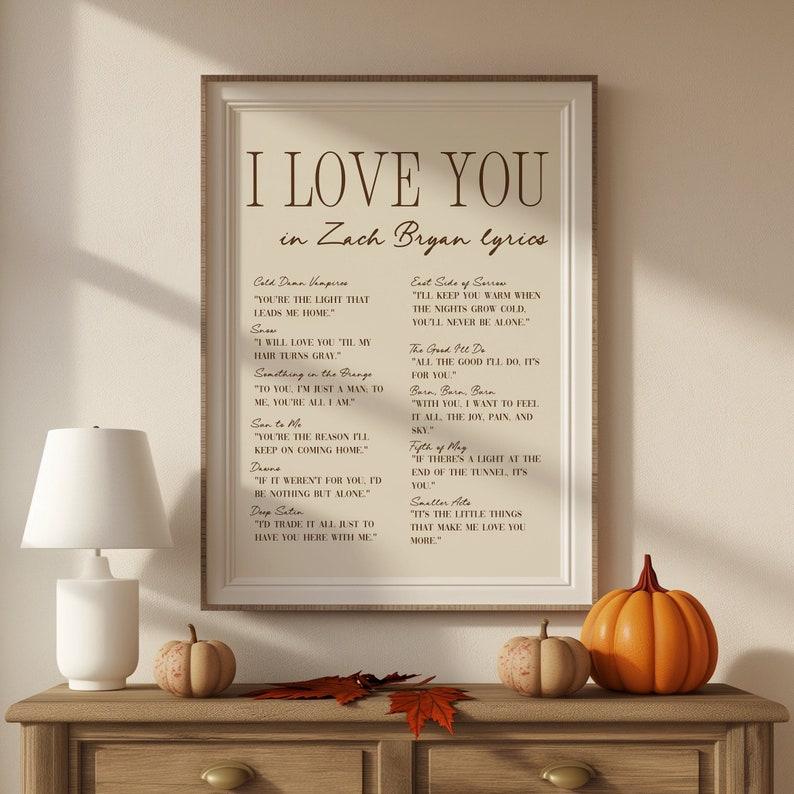 I LOVE YOU
in Zach Bryan lyrics
Cold Damn Vampires
"YOU'RE THE LIGHT THAT
LEADS ME HOME."
Snow
"I WILL LOVE YOU 'TIL MY
HAIR TURNS GRAY."
Something in the Orange
"TO YOU, I'M JUST A MAN; TO
ME, YOU'RE ALL I AM."
Sun to Me
"YOU'RE THE REASON I'LL
KEEP ON COMING HOME."
Dawns
"IF IT WEREN'T FOR YOU, I'D
BE NOTHING BUT ALONE."
Deep Satin
"I'D TRADE IT ALL JUST TO
HAVE YOU HERE WITH ME."
East Side of Sorrow
"I'LL KEEP YOU WARM WHEN
THE NIGHTS GROW COLD,
YOU'LL NEVER BE ALONE."
The Good I'll Do
"ALL THE GOOD I'LL DO, IT'S
FOR YOU."
Burn, Burn, Burn
"WITH YOU, I WANT TO FEEL
IT ALL, THE JOY, PAIN, AND
SKY."
Fifth of May
"IF THERE'S A LIGHT AT THE
END OF THE TUNNEL, IT'S
YOU."
Smaller Acts
"IT'S THE LITTLE THINGS
THAT MAKE ME LOVE YOU
MORE."